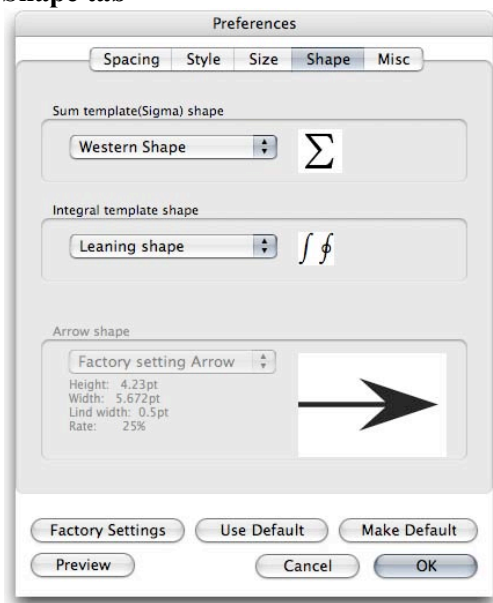 Shape tab
Preferences
Spacing Style Size Shape Misc
Sum template(Sigma) shape
Western Shape ∑
Integral template shape
Leaning shape ∫ ∮
Arrow shape
Factory setting Arrow
Height: 4.23pt
Width: 5.672pt
Lind width: 0.5pt
Rate: 25%
Factory Settings Use Default Make Default
Preview Cancel OK